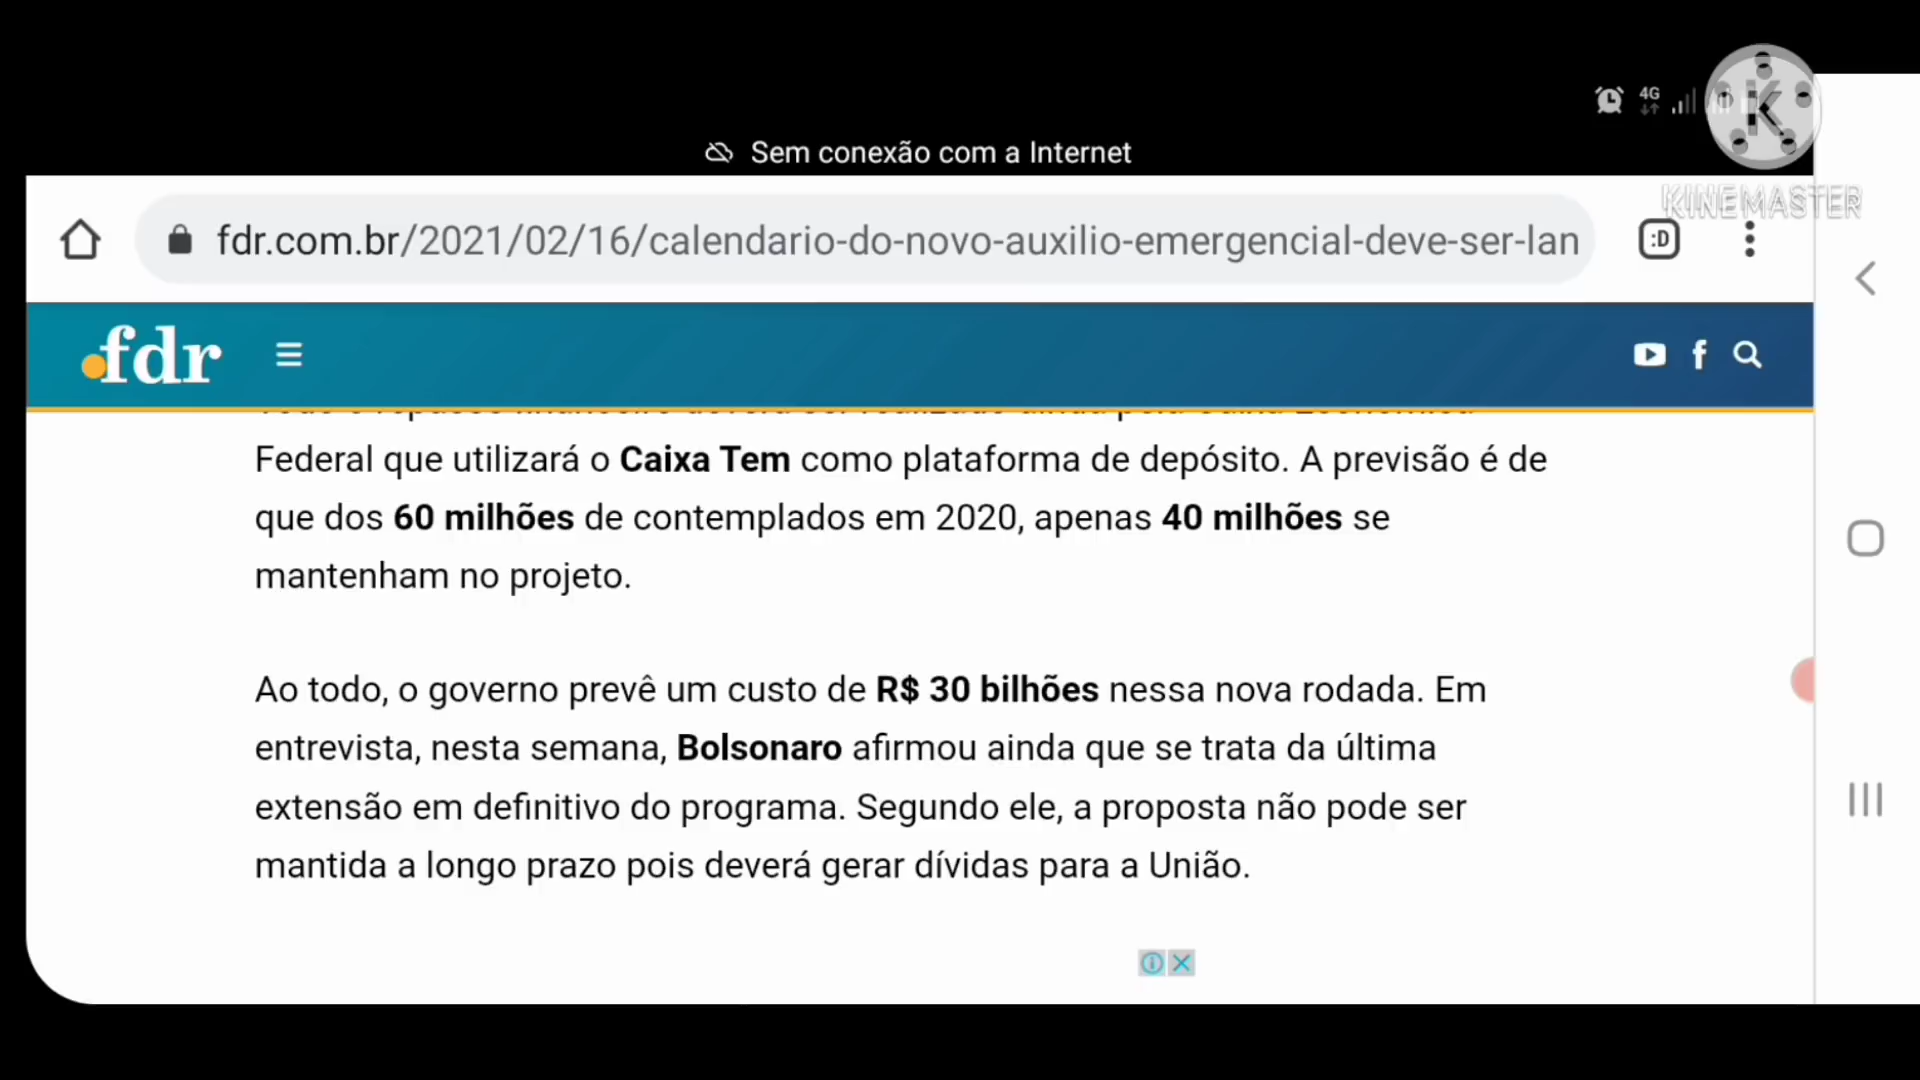 4G
K
KINEMASTER
Sem conexão com a Internet
fdr.com.br/2021/02/16/calendario-do-novo-auxilio-emergencial-deve-ser-lan
:D
fdr
Federal que utilizará o Caixa Tem como plataforma de depósito. A previsão é de
que dos 60 milhões de contemplados em 2020, apenas 40 milhões se
mantenham no projeto.
Ao todo, o governo prevê um custo de R$ 30 bilhões nessa nova rodada. Em
entrevista, nesta semana, Bolsonaro afirmou ainda que se trata da última
extensão em definitivo do programa. Segundo ele, a proposta não pode ser
mantida a longo prazo pois deverá gerar dívidas para a União.